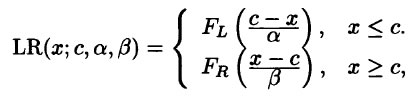 LR(x; c, α, β) = { F_L ( (c − x) / α ), x ≤ c.
F_R ( (x − c) / β ), x ≥ c,